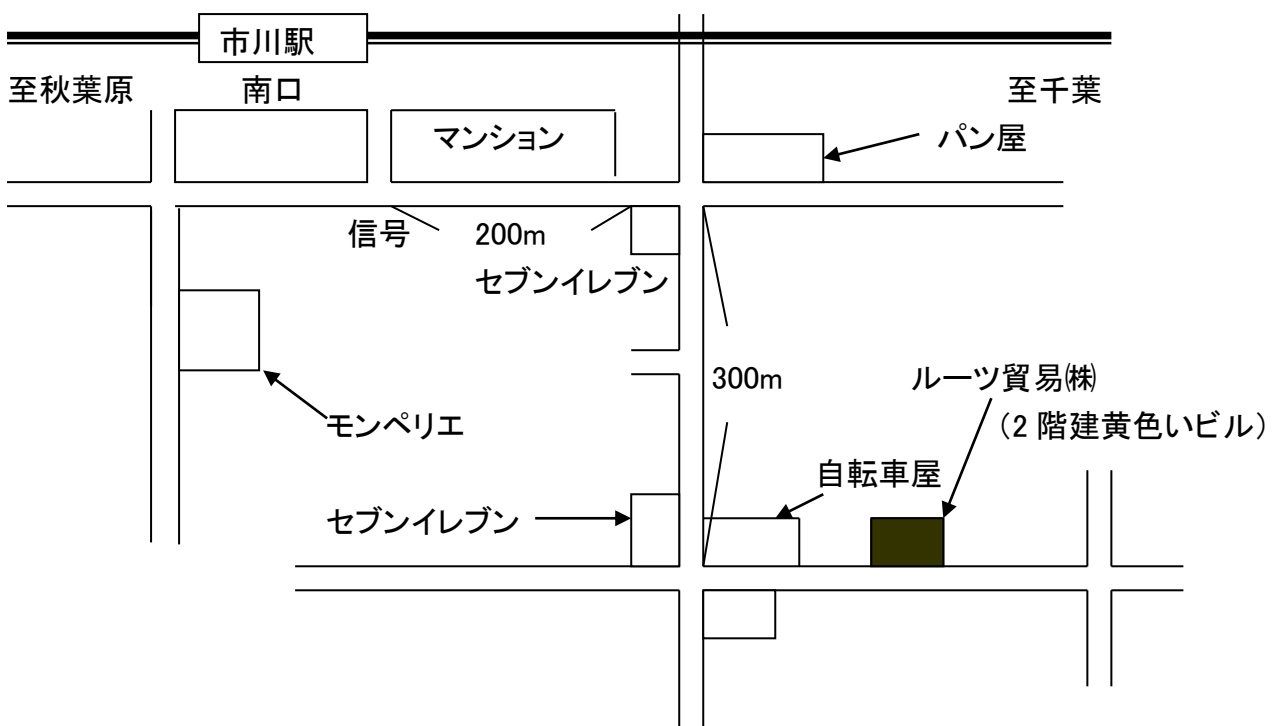 市川駅
至秋葉原
南口
至千葉
マンション
パン屋
信号
200m
セブンイレブン
300m
ルーツ貿易㈱
（2 階建黄色いビル）
モンペリエ
自転車屋
セブンイレブン